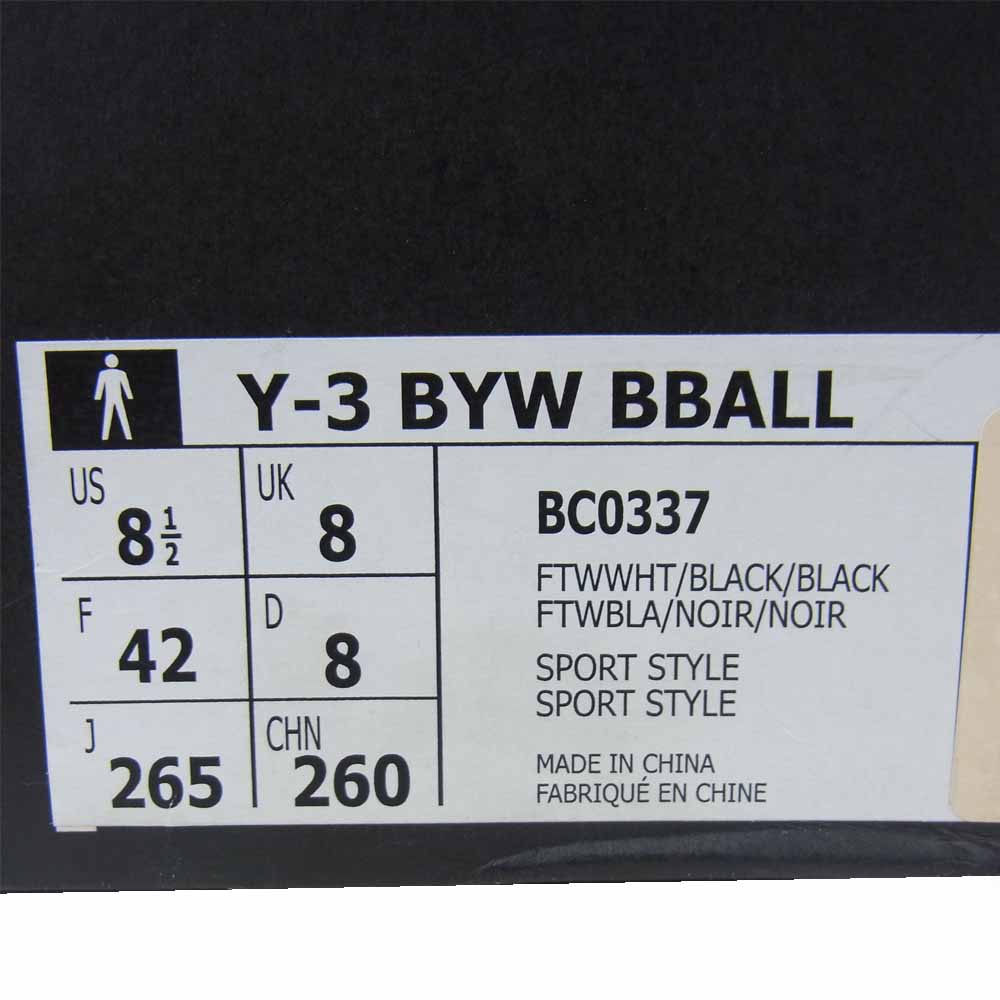 Y-3 BYW BBALL
US 8 1/2
UK 8
F 42
D 8
J 265
CHN 260
BC0337
FTWWHT/BLACK/BLACK
FTWBLA/NOIR/NOIR
SPORT STYLE
SPORT STYLE
MADE IN CHINA
FABRIQUÉ EN CHINE